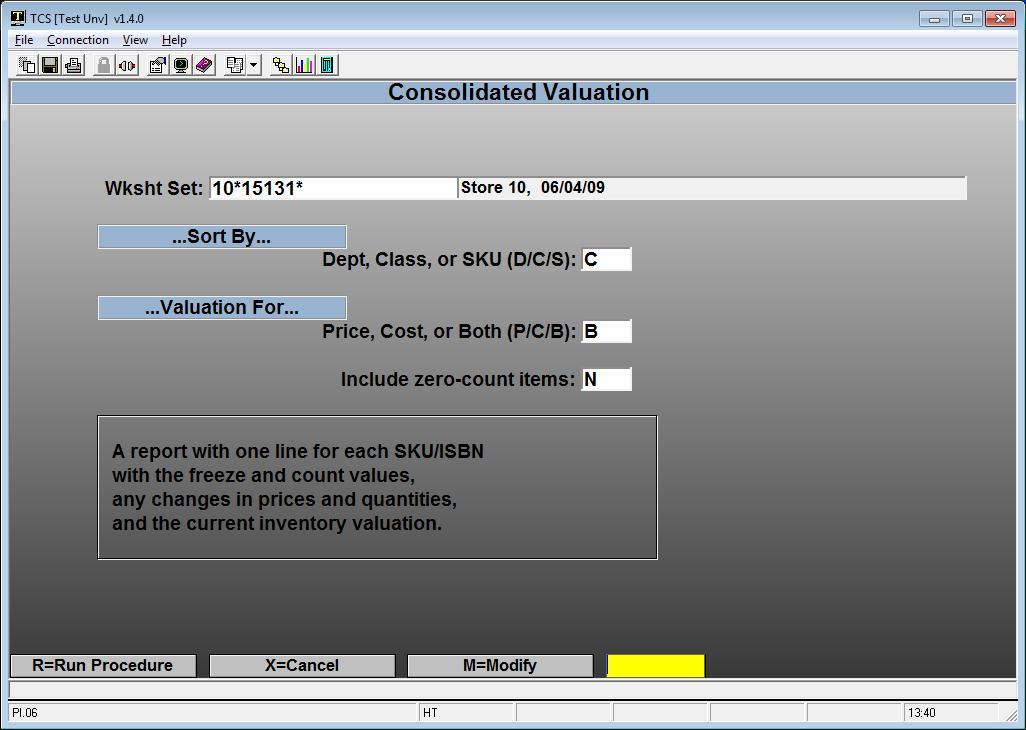 TCS [Test Unv] v1.4.0
File Connection View Help
Consolidated Valuation
Wksht Set: 10*15131* Store 10, 06/04/09
...Sort By...
Dept, Class, or SKU (D/C/S): C
...Valuation For...
Price, Cost, or Both (P/C/B): B
Include zero-count items: N
A report with one line for each SKU/ISBN
with the freeze and count values,
any changes in prices and quantities,
and the current inventory valuation.
R=Run Procedure X=Cancel M=Modify
PI.06 HT 13:40